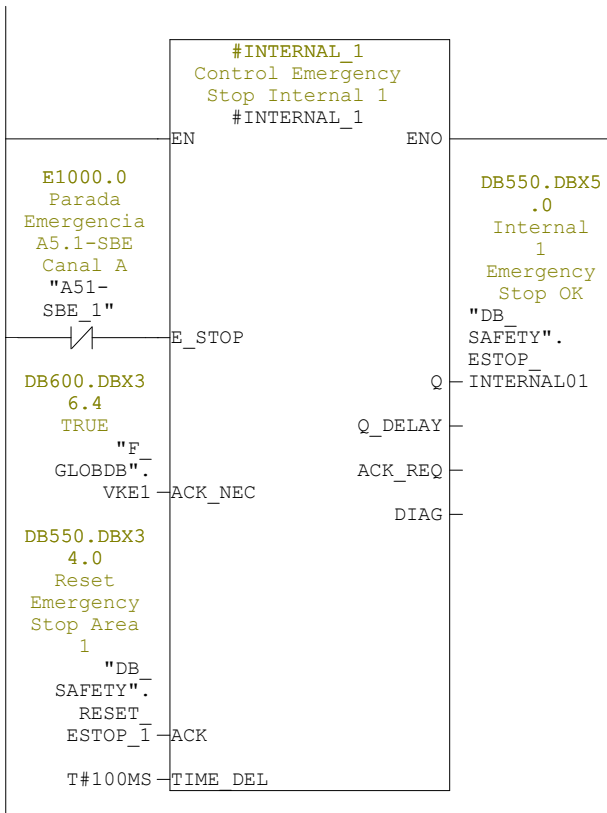 #INTERNAL_1
Control Emergency
Stop Internal 1
#INTERNAL_1
EN
ENO
E1000.0
Parada
Emergencia
A5.1-SBE
Canal A
"A51-
SBE_1"
E_STOP
DB550.DBX5
.0
Internal
1
Emergency
Stop OK
"DB_
SAFETY".
ESTOP_
INTERNAL01
Q
DB600.DBX3
6.4
TRUE
"F_
GLOBDB".
VKE1
ACK_NEC
Q_DELAY
ACK_REQ
DIAG
DB550.DBX3
4.0
Reset
Emergency
Stop Area
1
"DB_
SAFETY".
RESET_
ESTOP_1
ACK
T#100MS
TIME_DEL